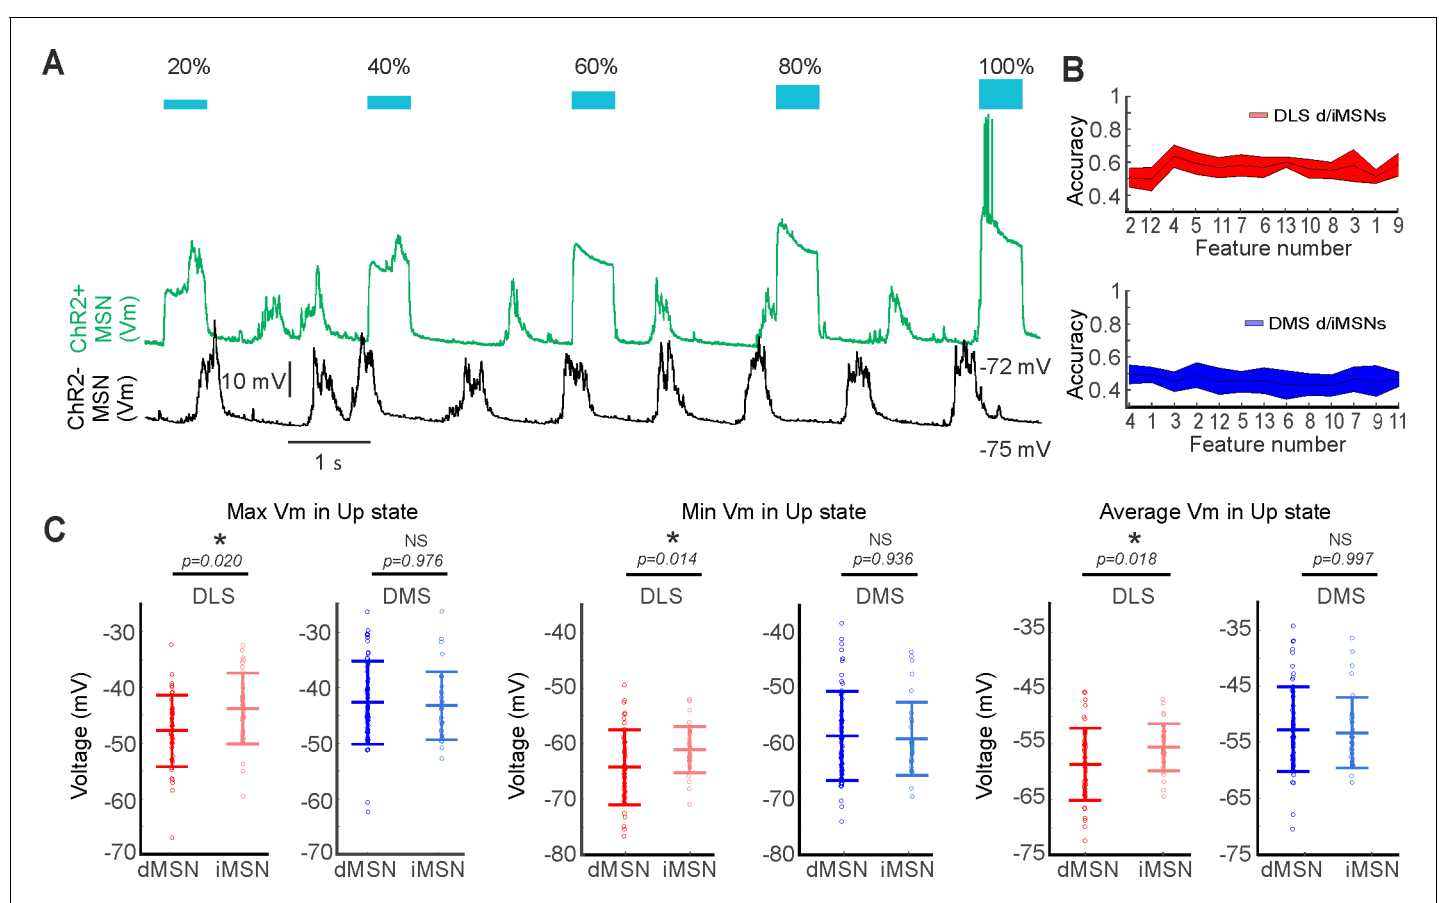 A
20% 40% 60% 80% 100%
ChR2+
MSN
(Vm)
-72 mV
ChR2-
MSN
(Vm)
10 mV
-75 mV
1 s
B
1
0.8
0.6
0.4
Accuracy
DLS d/iMSNs
2 12 4 5 11 7 6 13 10 8 3 1 9
Feature number
1
0.8
0.6
0.4
Accuracy
DMS d/iMSNs
4 1 3 2 12 5 13 6 8 10 7 9 11
Feature number
C
Max Vm in Up state
*
p=0.020
DLS
NS
p=0.976
DMS
Voltage (mV)
-30
-40
-50
-60
-70
dMSN iMSN
-30
-40
-50
-60
-70
dMSN iMSN
Min Vm in Up state
*
p=0.014
DLS
NS
p=0.936
DMS
Voltage (mV)
-40
-50
-60
-70
-80
dMSN iMSN
-40
-50
-60
-70
-80
dMSN iMSN
Average Vm in Up state
*
p=0.018
DLS
NS
p=0.997
DMS
Voltage (mV)
-35
-45
-55
-65
-75
dMSN iMSN
-35
-45
-55
-65
-75
dMSN iMSN